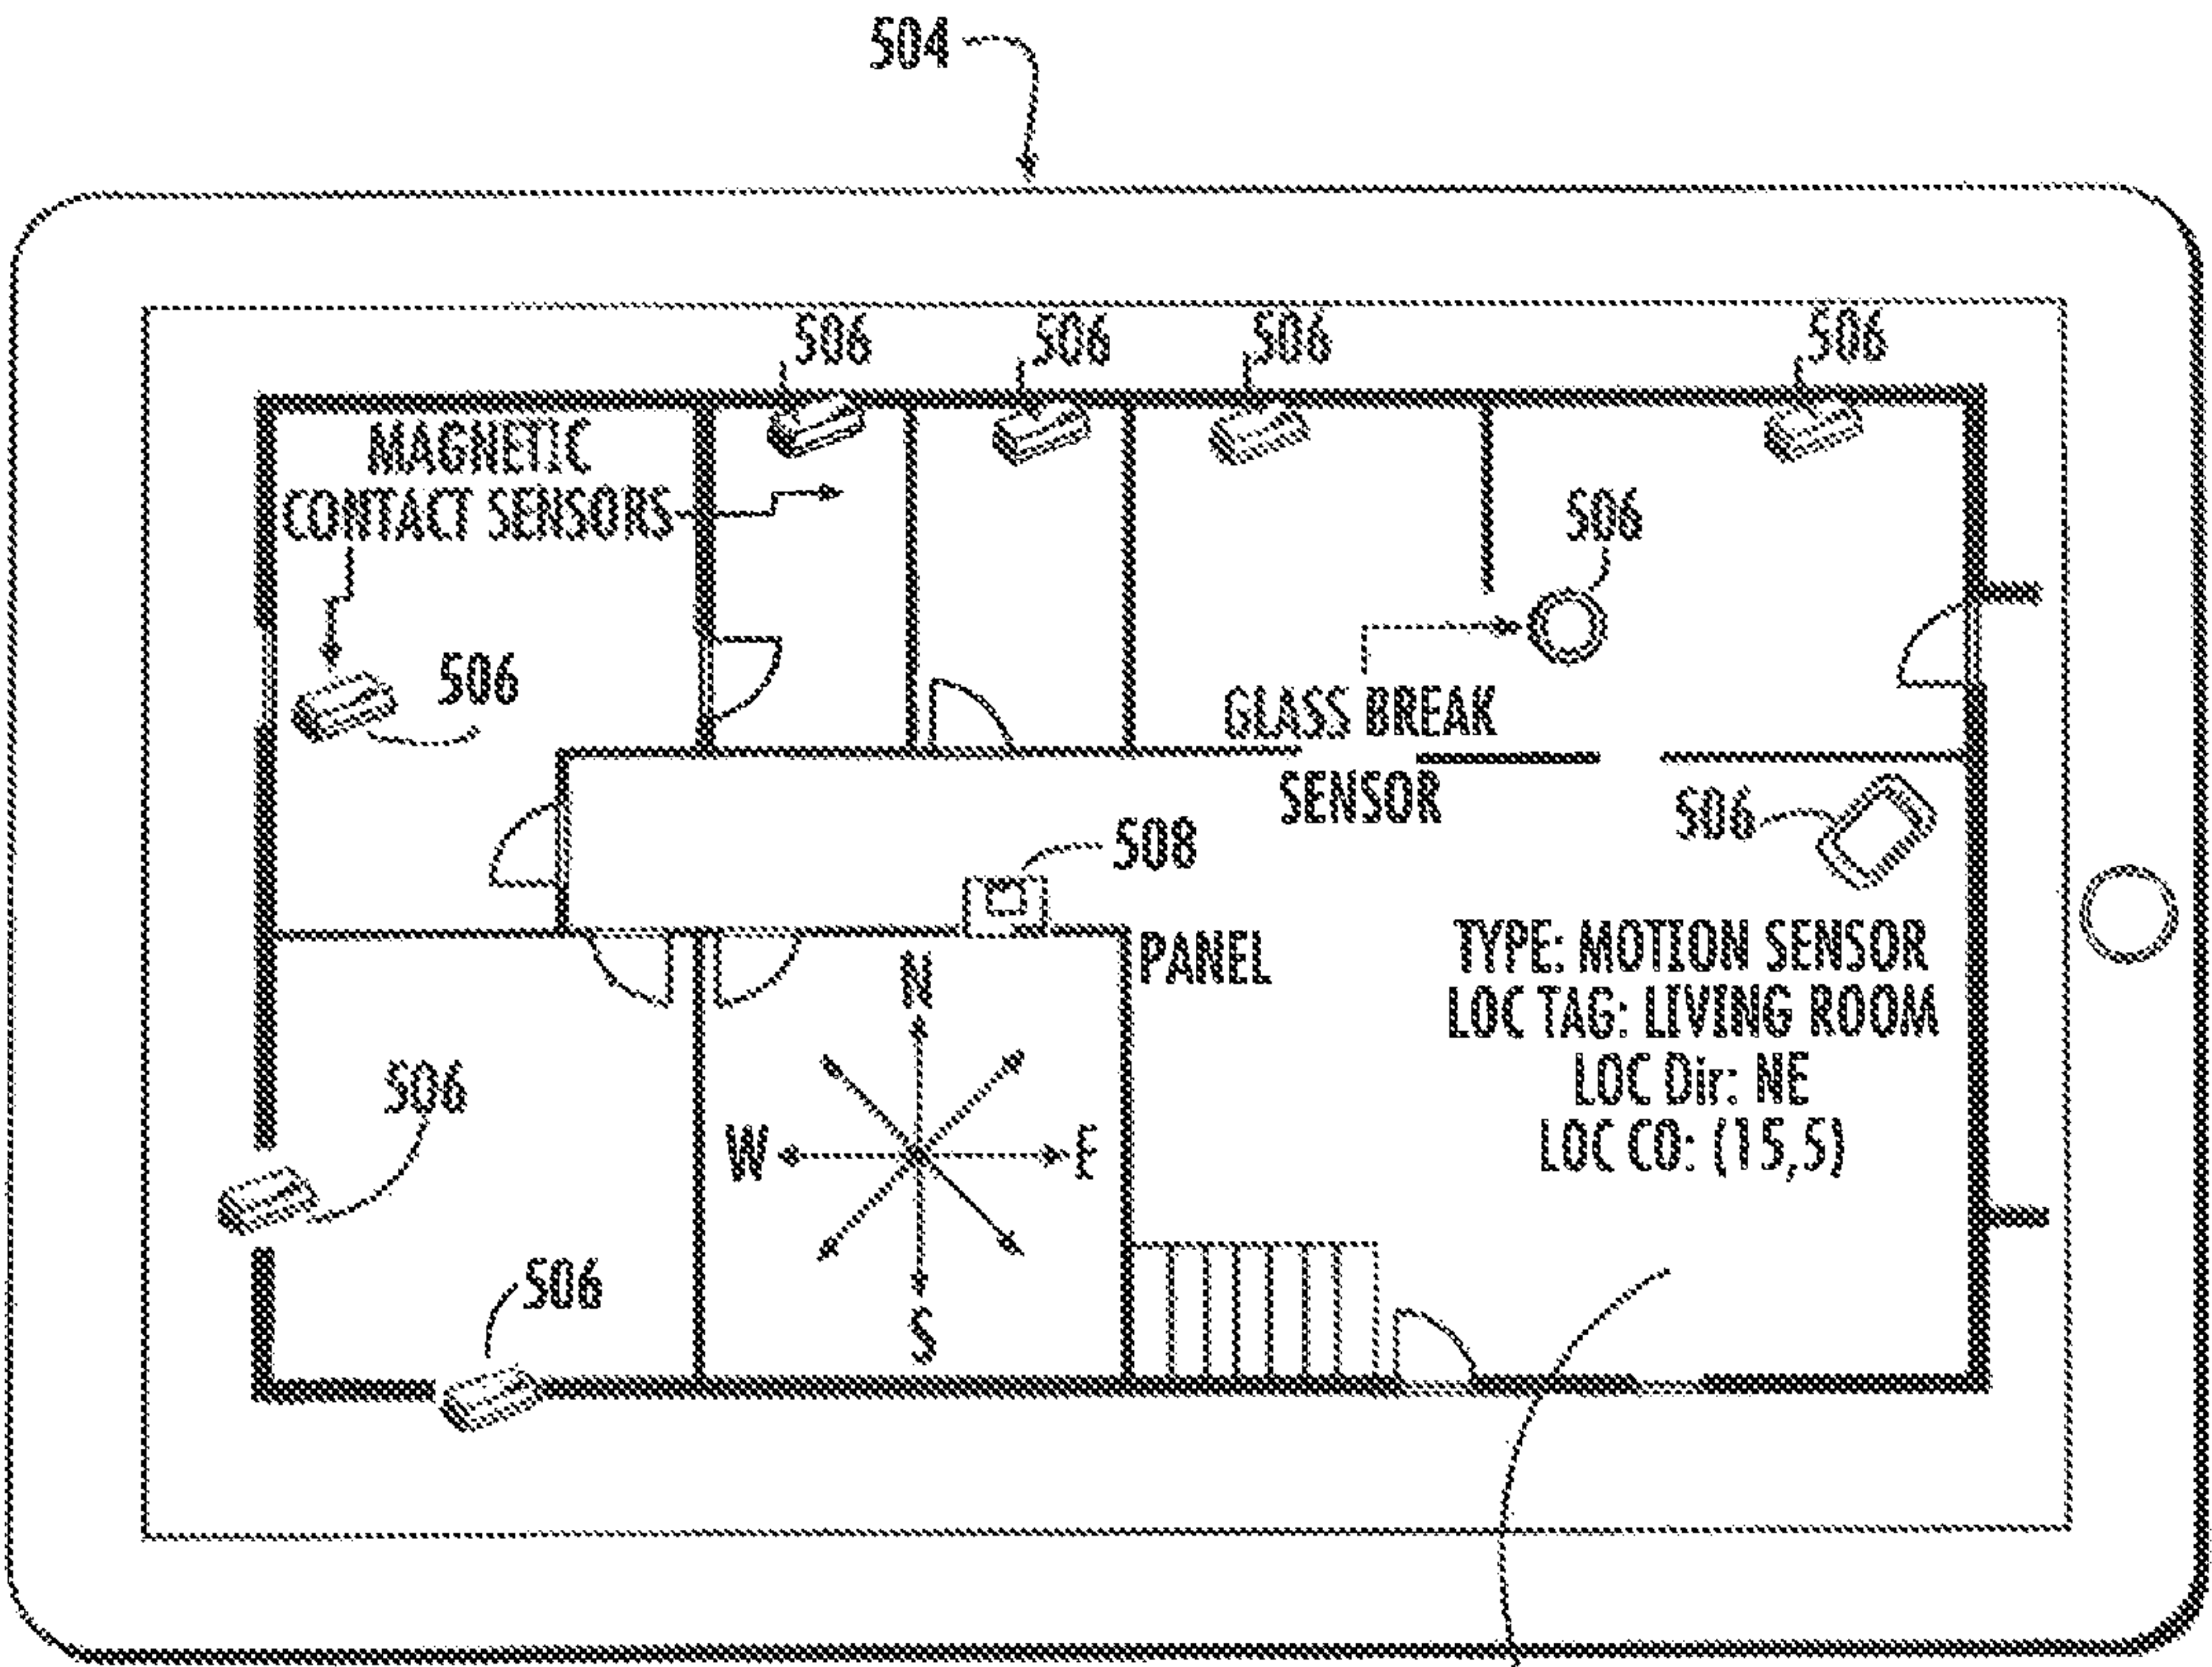 504
506
506
506
506
MAGNETIC
CONTACT SENSORS
506
506
GLASS BREAK
SENSOR
506
508
PANEL
TYPE: MOTION SENSOR
LOC TAG: LIVING ROOM
LOC Dir: NE
LOC CO: (15,5)
N
W
E
S
506
506